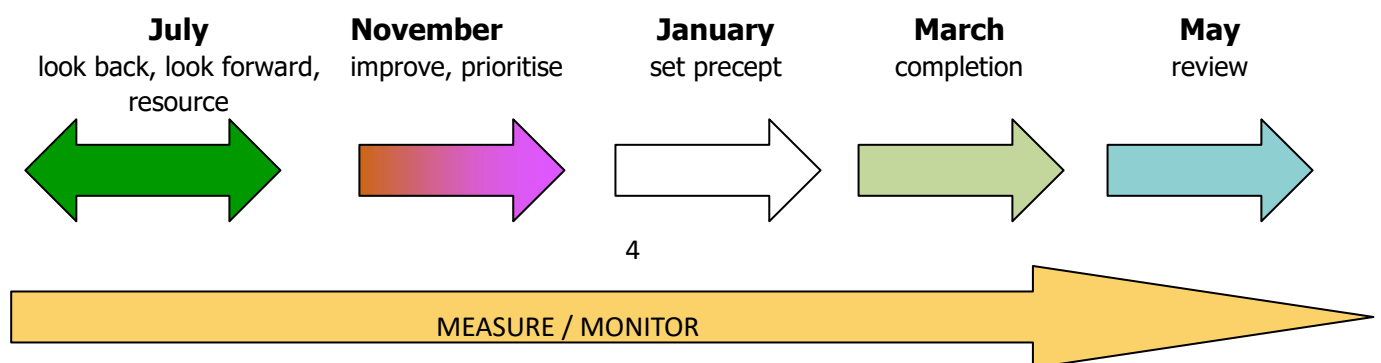 July
look back, look forward,
resource
November
improve, prioritise
January
set precept
March
completion
May
review
4
MEASURE / MONITOR